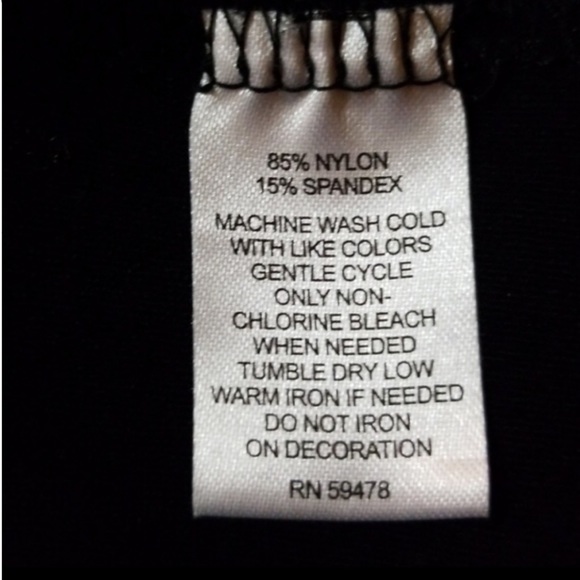 85% NYLON
15% SPANDEX
MACHINE WASH COLD
WITH LIKE COLORS
GENTLE CYCLE
ONLY NON-
CHLORINE BLEACH
WHEN NEEDED
TUMBLE DRY LOW
WARM IRON IF NEEDED
DO NOT IRON
ON DECORATION
RN 59478